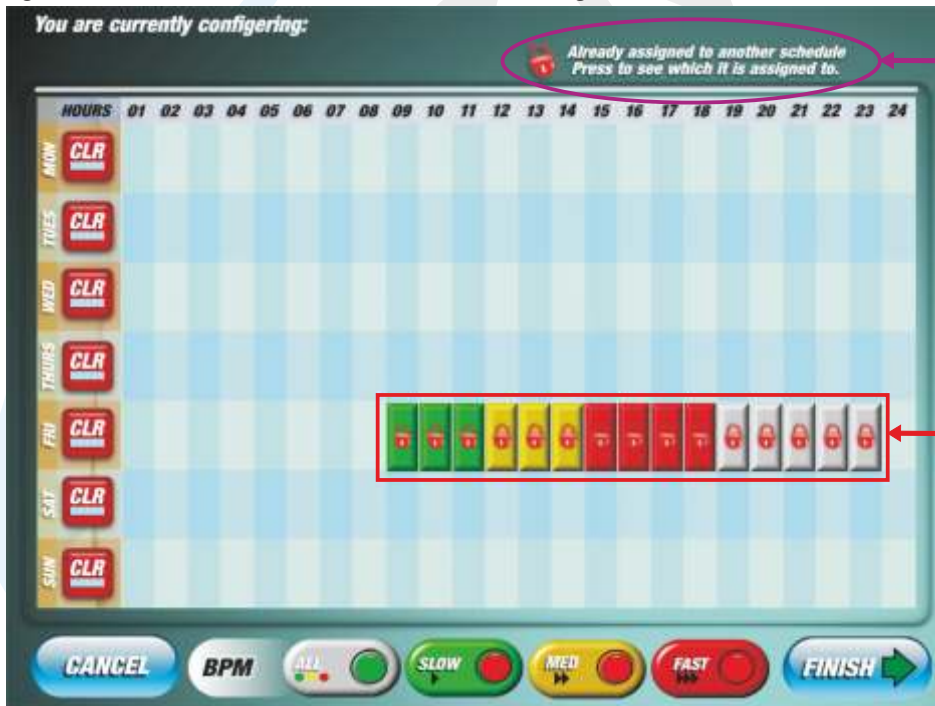 You are currently configering:
Already assigned to another schedule
Press to see which it is assigned to.
HOURS 01 02 03 04 05 06 07 08 09 10 11 12 13 14 15 16 17 18 19 20 21 22 23 24
MON CLR
TUES CLR
WED CLR
THURS CLR
FRI CLR
SAT CLR
SUN CLR
CANCEL BPM ALL SLOW MED FAST FINISH